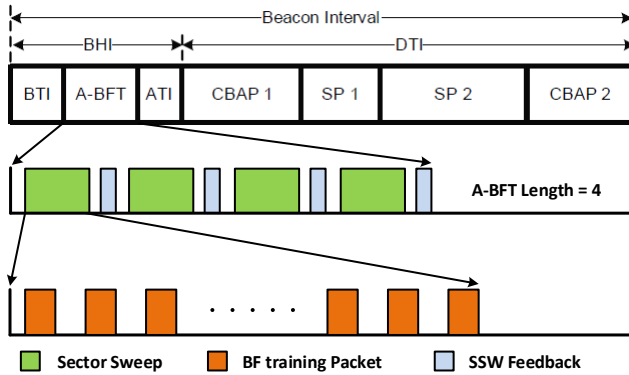 Beacon Interval
BHI DTI
BTI A-BFT ATI CBAP 1 SP 1 SP 2 CBAP 2
A-BFT Length = 4
. . . . .
Sector Sweep BF training Packet SSW Feedback